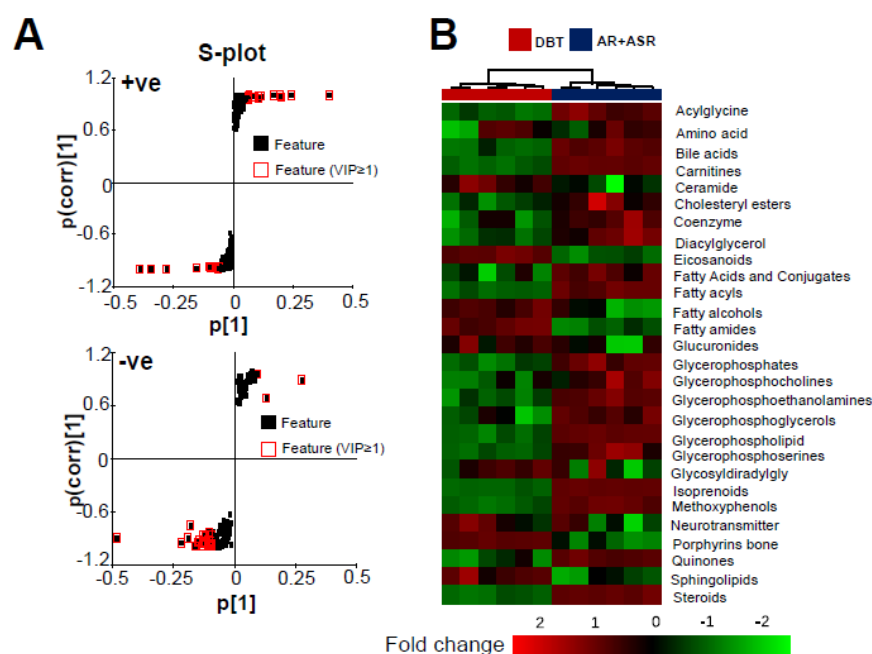 A
S-plot
+ve
1.2
0.6
0
-0.6
-1.2
p(corr)[1]
Feature
Feature (VIP≥1)
-0.5
-0.25
0
0.25
0.5
p[1]
-ve
1.2
0.6
0
-0.6
-1.2
p(corr)[1]
Feature
Feature (VIP≥1)
-0.5
-0.25
0
0.25
0.5
p[1]
B
DBT
AR+ASR
Acylglycine
Amino acid
Bile acids
Carnitines
Ceramide
Cholesteryl esters
Coenzyme
Diacylglycerol
Eicosanoids
Fatty Acids and Conjugates
Fatty acyls
Fatty alcohols
Fatty amides
Glucuronides
Glycerophosphates
Glycerophosphocholines
Glycerophosphoethanolamines
Glycerophosphoglycerols
Glycerophospholipid
Glycerophosphoserines
Glycosyldiradylgly
Isoprenoids
Methoxyphenols
Neurotransmitter
Porphyrins bone
Quinones
Sphingolipids
Steroids
Fold change
2
1
0
-1
-2